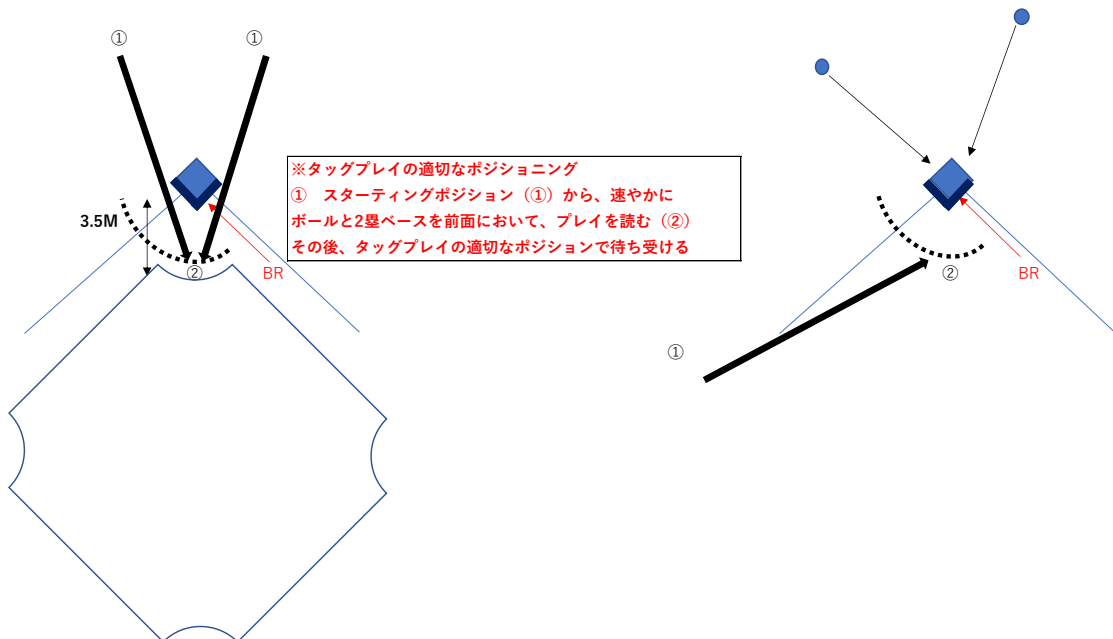 ① ①
※タッグプレイの適切なポジショニング
① スターティングポジション（①）から、速やかに
ボールと2塁ベースを前面において、プレイを読む（②）
その後、タッグプレイの適切なポジションで待ち受ける
3.5M
②
BR
②
BR
①